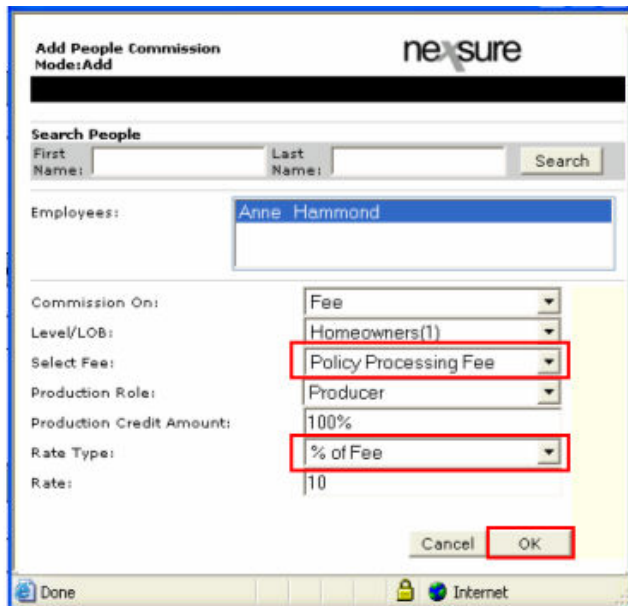 Add People Commission
Mode:Add
nexsure
Search People
First Name:
Last Name:
Search
Employees:
Anne Hammond
Commission On:
Fee
Level/LOB:
Homeowners(1)
Select Fee:
Policy Processing Fee
Production Role:
Producer
Production Credit Amount:
100%
Rate Type:
% of Fee
Rate:
10
Cancel
OK
Done
Internet